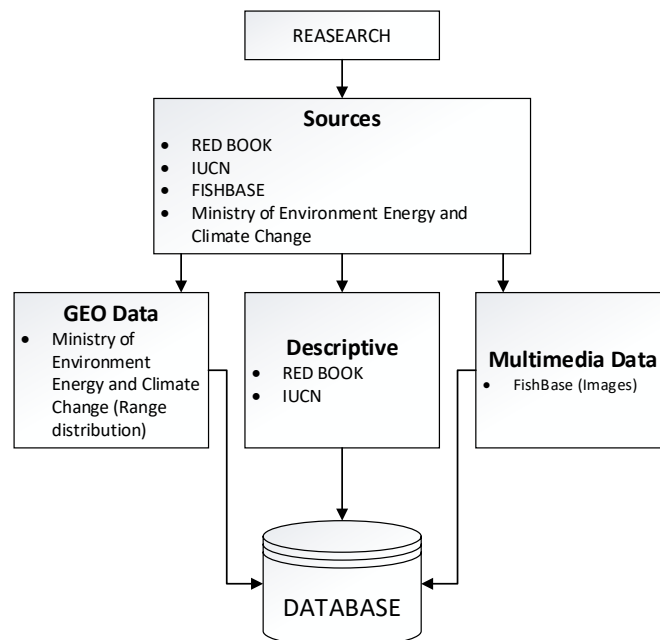 REASEARCH
Sources
• RED BOOK
• IUCN
• FISHBASE
• Ministry of Environment Energy and
Climate Change
GEO Data
• Ministry of
Environment
Energy and Climate
Change (Range
distribution)
Descriptive
• RED BOOK
• IUCN
Multimedia Data
• FishBase (Images)
DATABASE